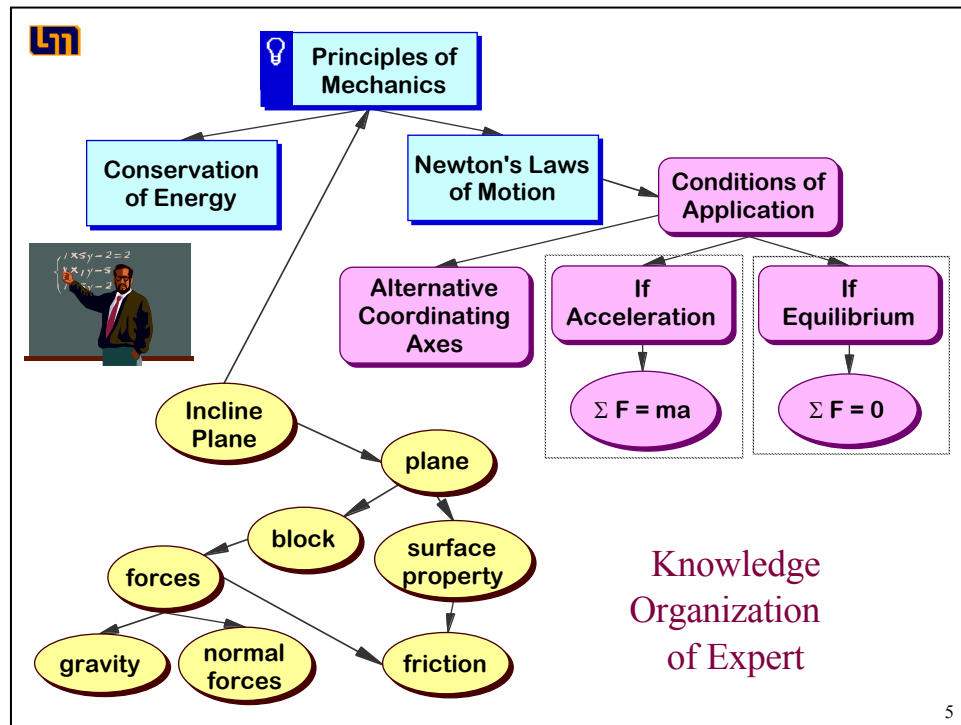 Principles of
Mechanics
Conservation
of Energy
Newton's Laws
of Motion
Conditions of
Application
Alternative
Coordinating
Axes
If
Acceleration
If
Equilibrium
Σ F = ma
Σ F = 0
Incline
Plane
plane
block
surface
property
forces
gravity
normal
forces
friction
Knowledge
Organization
of Expert
5